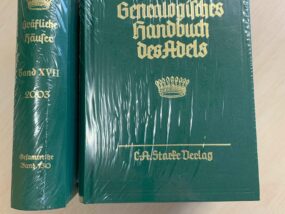 Gräfliche
Häuser
Band XVII
2003
Gesamtreihe
Band 130
Genealogisches
Handbuch
des Adels
C.A. Starke Verlag